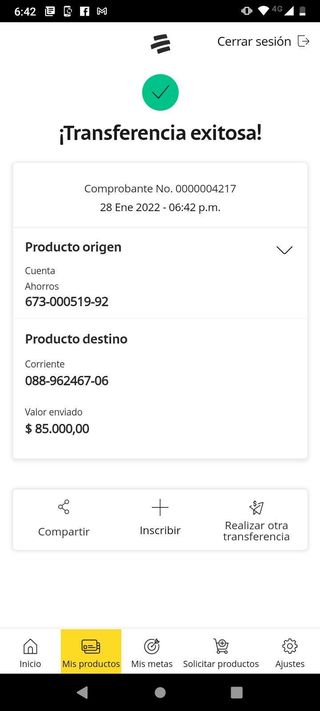 6:42
4G
Cerrar sesión
¡Transferencia exitosa!
Comprobante No. 0000004217
28 Ene 2022 - 06:42 p.m.
Producto origen
Cuenta
Ahorros
673-000519-92
Producto destino
Corriente
088-962467-06
Valor enviado
$ 85.000,00
Compartir
Inscribir
Realizar otra
transferencia
Inicio
Mis productos
Mis metas
Solicitar productos
Ajustes